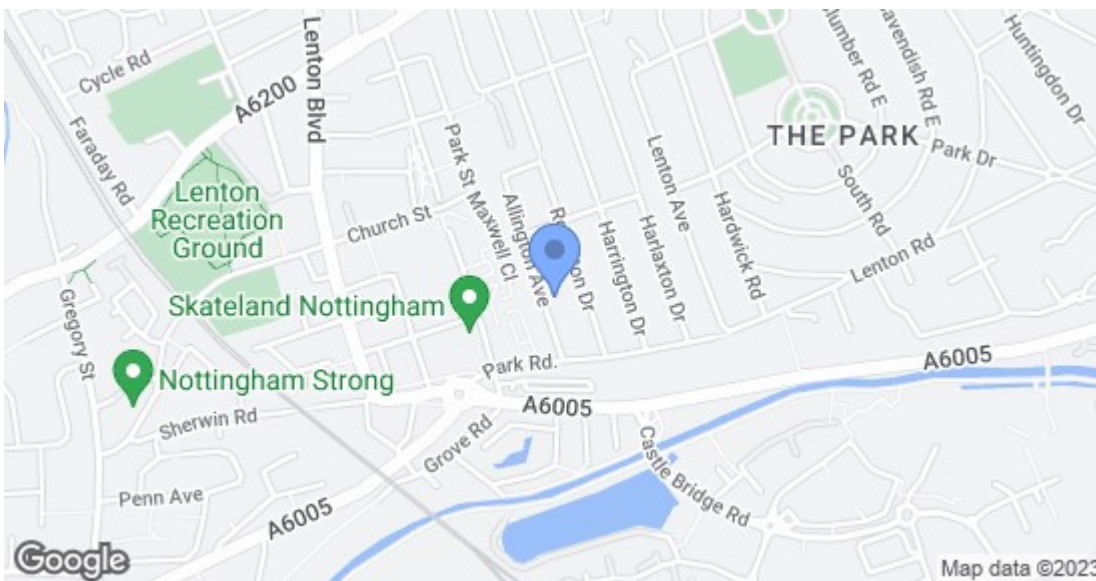 Cycle Rd
A6200
Lenton Blvd
Cavendish Rd E
Huntingdon Dr
THE PARK
Park Dr
Faraday Rd
Lenton
Recreation
Ground
Church St
Park St
Maxwell Cl
Allington Ave
Harrington Dr
Harlaxton Dr
Lenton Ave
Hardwick Rd
South Rd
Lenton Rd
Gregory St
Skateland Nottingham
Nottingham Strong
Park Rd.
A6005
A6005
Sherwin Rd
Grove Rd
Castle Bridge Rd
Penn Ave
A6005
Google
Map data ©2023